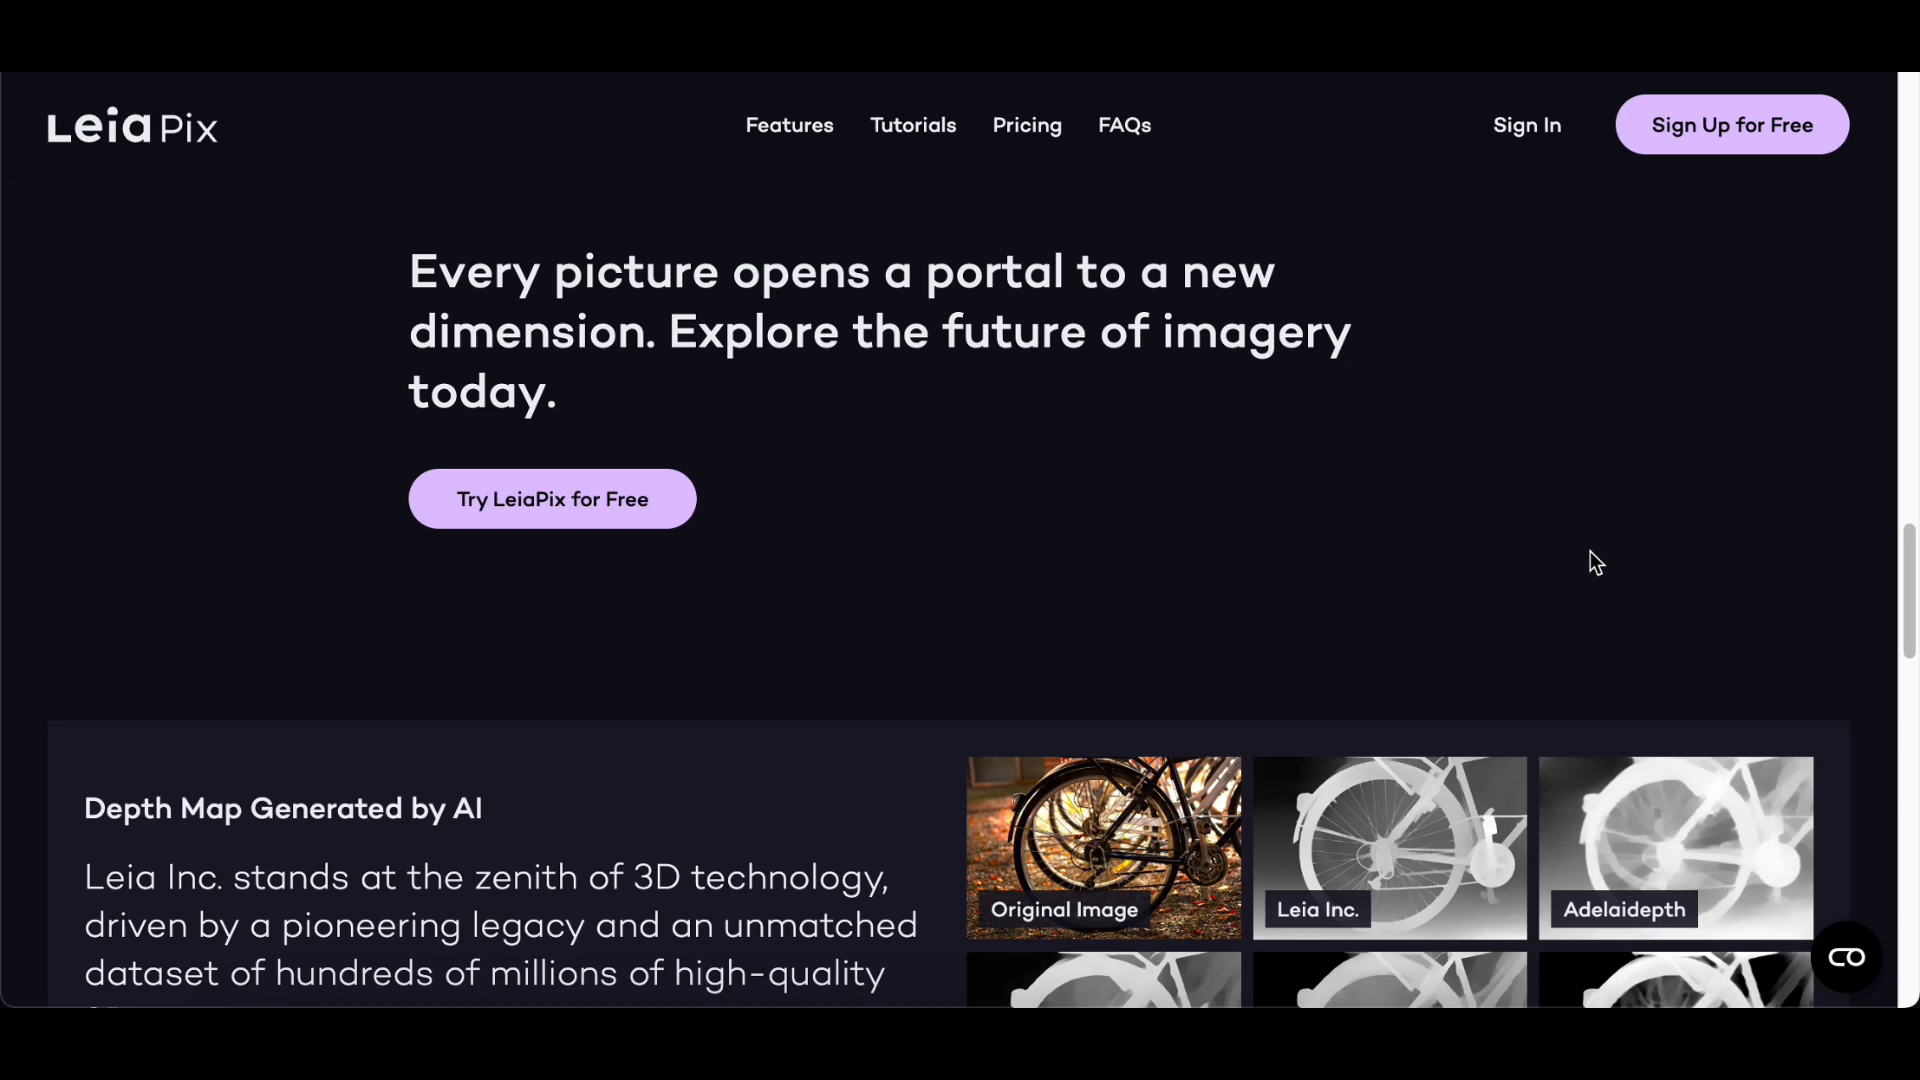 Leia Pix
Features Tutorials Pricing FAQs
Sign In
Sign Up for Free
Every picture opens a portal to a new
dimension. Explore the future of imagery
today.
Try LeiaPix for Free
Depth Map Generated by AI
Leia Inc. stands at the zenith of 3D technology,
driven by a pioneering legacy and an unmatched
dataset of hundreds of millions of high-quality
Original Image
Leia Inc.
Adelaidepth